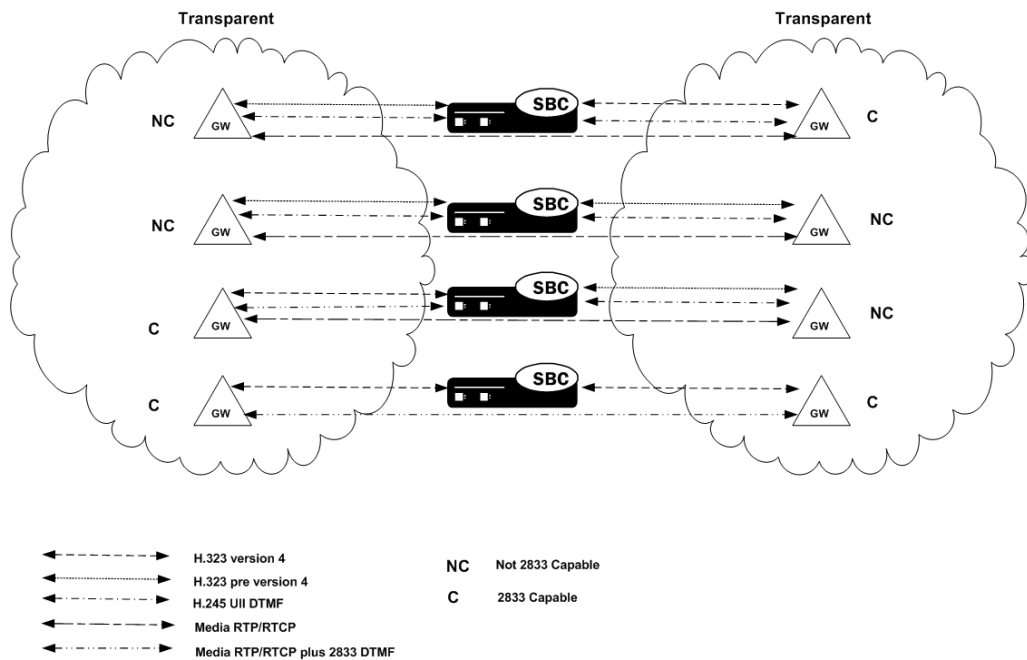 Transparent
Transparent
NC
GW
SBC
GW
C
NC
GW
SBC
GW
NC
C
GW
SBC
GW
NC
C
GW
SBC
GW
C
H.323 version 4
H.323 pre version 4
H.245 UII DTMF
Media RTP/RTCP
Media RTP/RTCP plus 2833 DTMF
NC Not 2833 Capable
C 2833 Capable